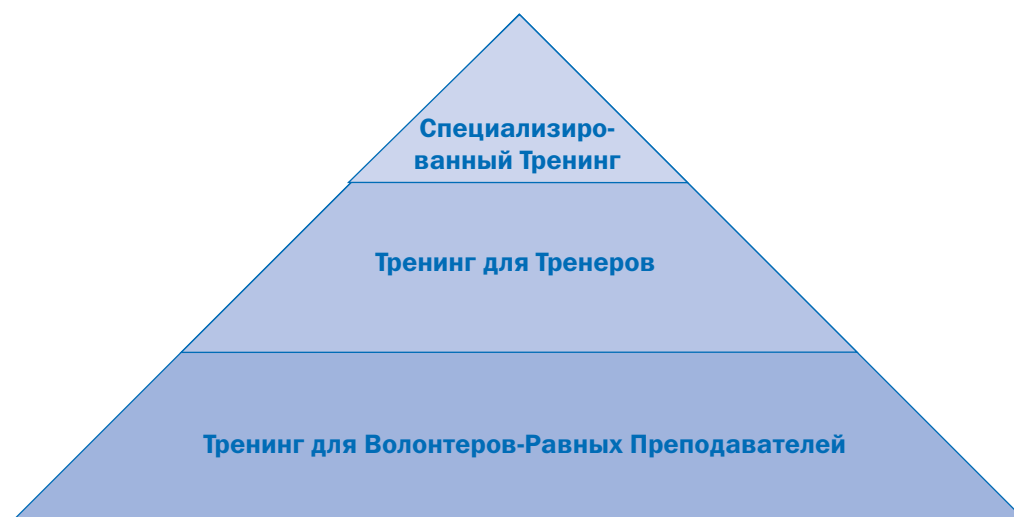 Специализиро-
ванный Тренинг
Тренинг для Тренеров
Тренинг для Волонтеров-Равных Преподавателей